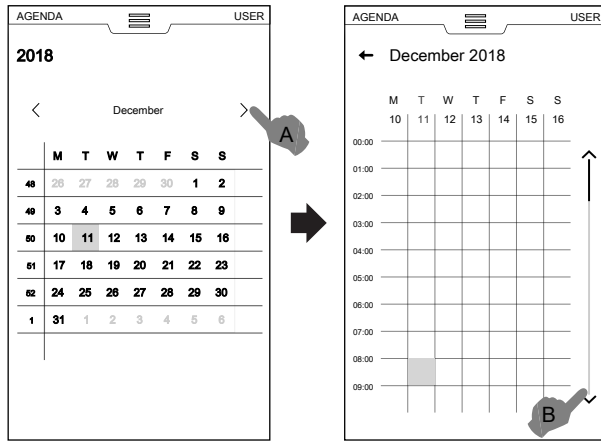 AGENDA USER
2018
December
A
M T W T F S S
48 26 27 28 29 30 1 2
49 3 4 5 6 7 8 9
50 10 11 12 13 14 15 16
51 17 18 19 20 21 22 23
52 24 25 26 27 28 29 30
1 31 1 2 3 4 5 6
AGENDA USER
December 2018
M T W T F S S
10 11 12 13 14 15 16
00:00
01:00
02:00
03:00
04:00
05:00
06:00
07:00
08:00
09:00
B